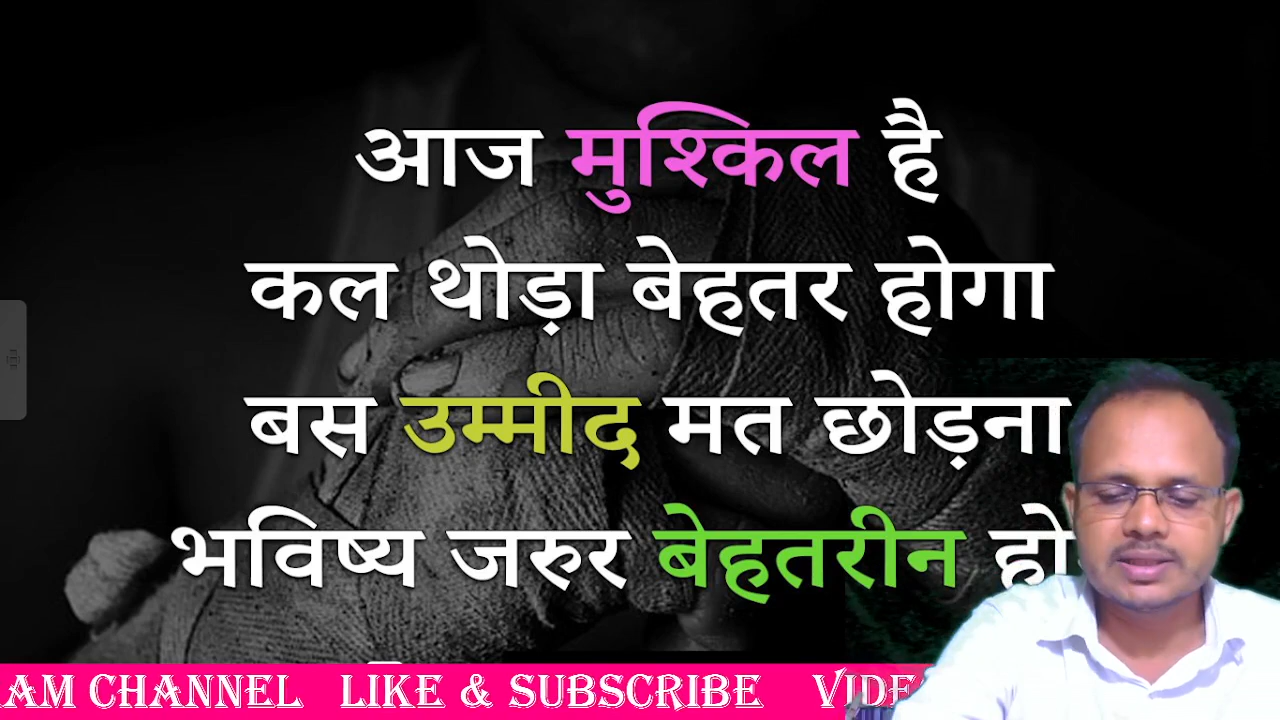 आज मुश्किल है
कल थोड़ा बेहतर होगा
बस उम्मीद मत छोड़ना
भविष्य जरुर बेहतरीन हो
AM CHANNEL LIKE & SUBSCRIBE